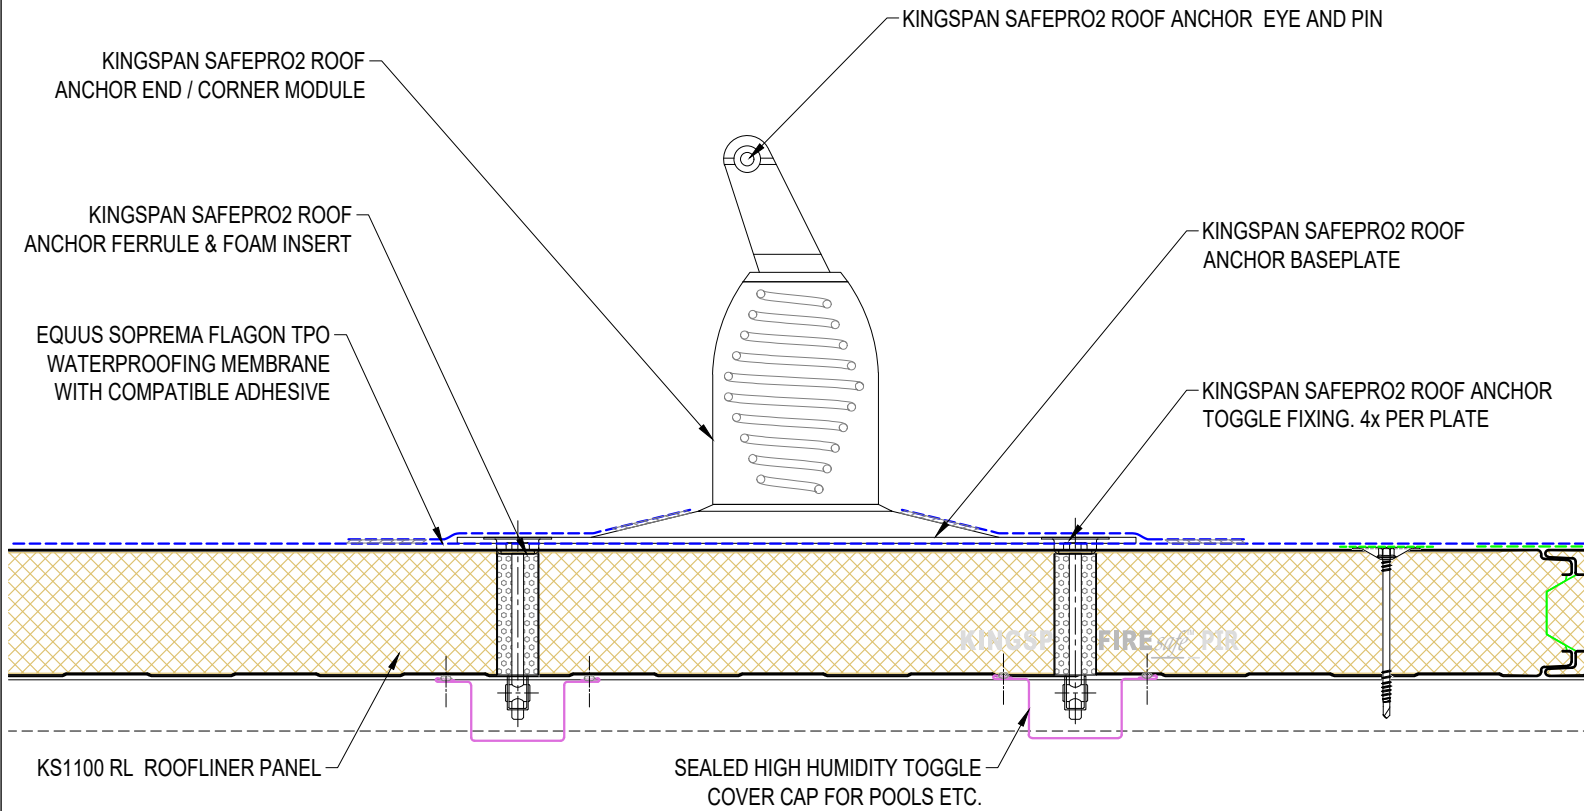 KINGSPAN SAFEPRO2 ROOF ANCHOR EYE AND PIN
KINGSPAN SAFEPRO2 ROOF
ANCHOR END / CORNER MODULE
KINGSPAN SAFEPRO2 ROOF
ANCHOR FERRULE & FOAM INSERT
KINGSPAN SAFEPRO2 ROOF
ANCHOR BASEPLATE
EQUUS SOPREMA FLAGON TPO
WATERPROOFING MEMBRANE
WITH COMPATIBLE ADHESIVE
KINGSPAN SAFEPRO2 ROOF ANCHOR
TOGGLE FIXING. 4x PER PLATE
FIREsafe PIR
KS1100 RL ROOFLINER PANEL
SEALED HIGH HUMIDITY TOGGLE
COVER CAP FOR POOLS ETC.